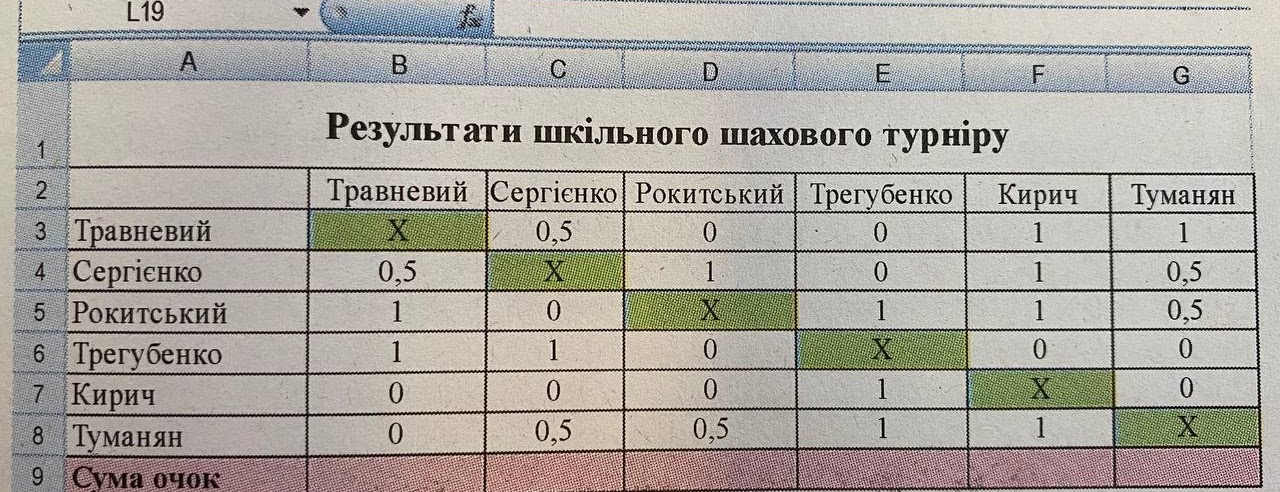 L19 fx
A B C D E F G
1 Результати шкільного шахового турніру
2 Травневий Сергієнко Рокитський Трегубенко Кирич Туманян
3 Травневий X 0,5 0 0 1 1
4 Сергієнко 0,5 X 1 0 1 0,5
5 Рокитський 1 0 X 1 1 0,5
6 Трегубенко 1 1 0 X 0 0
7 Кирич 0 0 0 1 X 0
8 Туманян 0 0,5 0,5 1 1 X
9 Сума очок